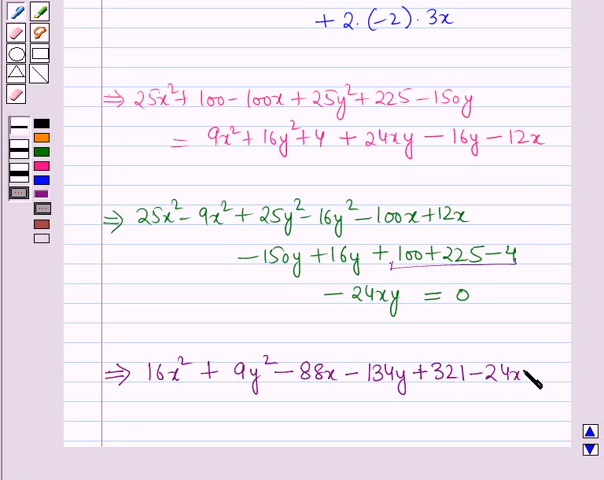 + 2·(-2)·3x
⇒ 25x² + 100 - 100x + 25y² + 225 - 150y
= 9x² + 16y² + 4 + 24xy - 16y - 12x
⇒ 25x² - 9x² + 25y² - 16y² - 100x + 12x
- 150y + 16y + 100 + 225 - 4
- 24xy = 0
⇒ 16x² + 9y² - 88x - 134y + 321 - 24x